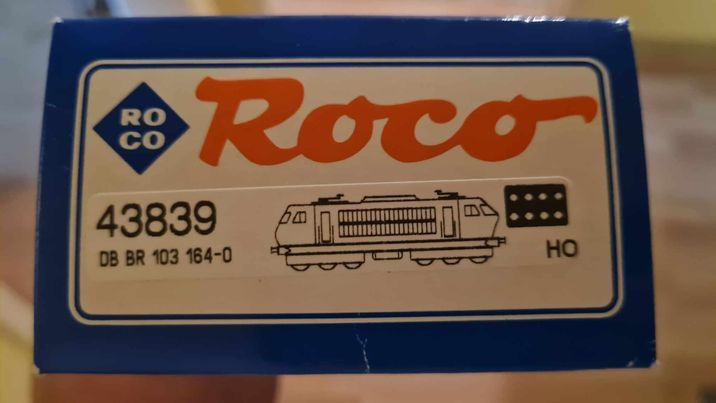 RO
CO
Roco
43839
DB BR 103 164-0
HO